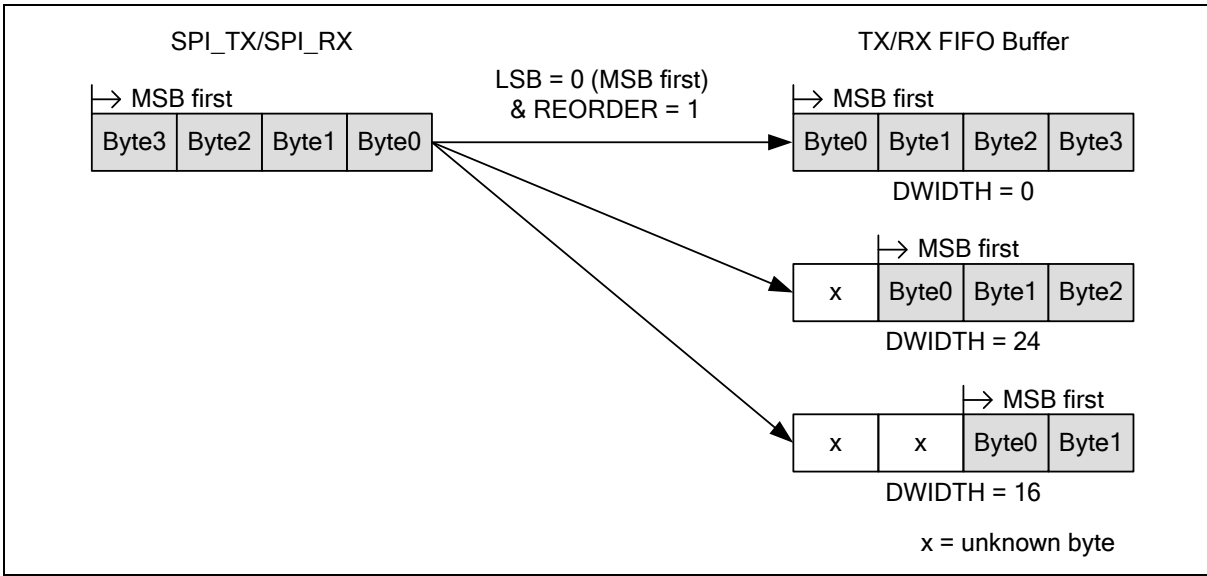 SPI_TX/SPI_RX
TX/RX FIFO Buffer
LSB = 0 (MSB first)
& REORDER = 1
MSB first
Byte3 Byte2 Byte1 Byte0
MSB first
Byte0 Byte1 Byte2 Byte3
DWIDTH = 0
MSB first
x Byte0 Byte1 Byte2
DWIDTH = 24
MSB first
x x Byte0 Byte1
DWIDTH = 16
x = unknown byte